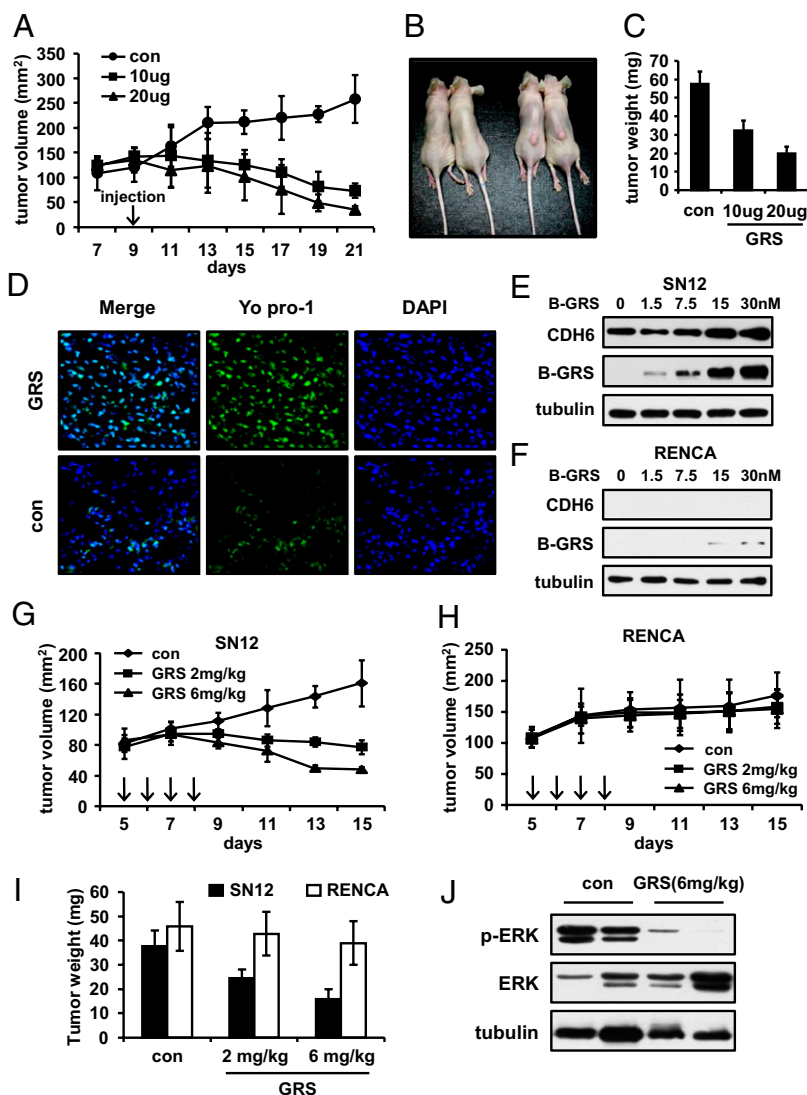 A
tumor volume (mm²)
350
300
250
200
150
100
50
0
con
10ug
20ug
injection
7 9 11 13 15 17 19 21
days
B
C
tumor weight (mg)
70
60
50
40
30
20
10
0
con 10ug 20ug
GRS
D
Merge Yo pro-1 DAPI
GRS
con
E
SN12
B-GRS 0 1.5 7.5 15 30nM
CDH6
B-GRS
tubulin
F
RENCA
B-GRS 0 1.5 7.5 15 30nM
CDH6
B-GRS
tubulin
G
SN12
tumor volume (mm²)
200
160
120
80
40
0
con
GRS 2mg/kg
GRS 6mg/kg
5 7 9 11 13 15
days
H
RENCA
tumor volume (mm²)
250
200
150
100
50
0
con
GRS 2mg/kg
GRS 6mg/kg
5 7 9 11 13 15
days
I
Tumor weight (mg)
60
50
40
30
20
10
0
SN12 RENCA
con 2 mg/kg 6 mg/kg
GRS
J
con GRS(6mg/kg)
p-ERK
ERK
tubulin